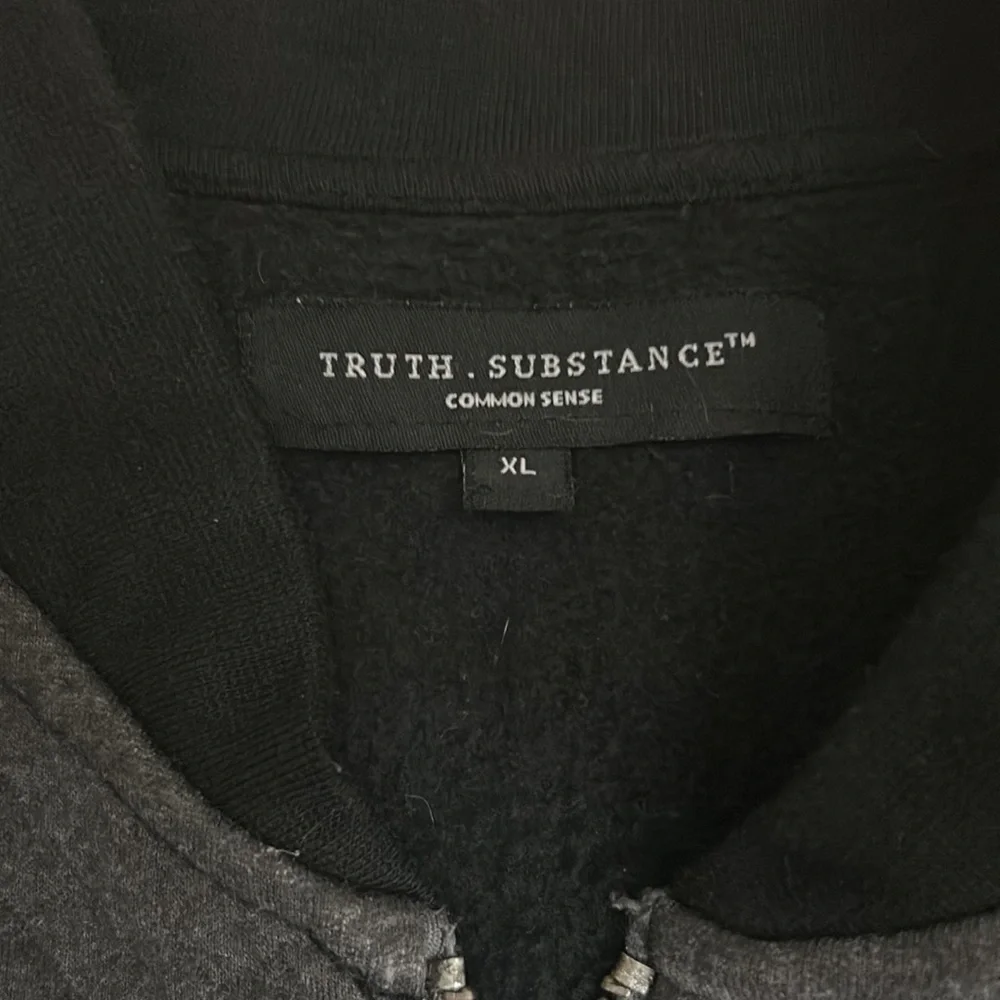 TRUTH . SUBSTANCE™
COMMON SENSE
XL